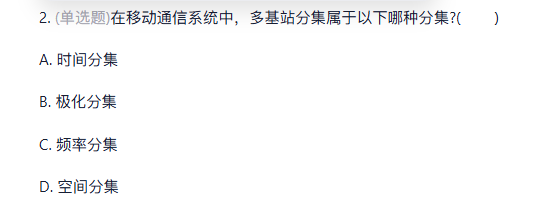 2. (单选题)在移动通信系统中，多基站分集属于以下哪种分集?(　　)
A. 时间分集
B. 极化分集
C. 频率分集
D. 空间分集